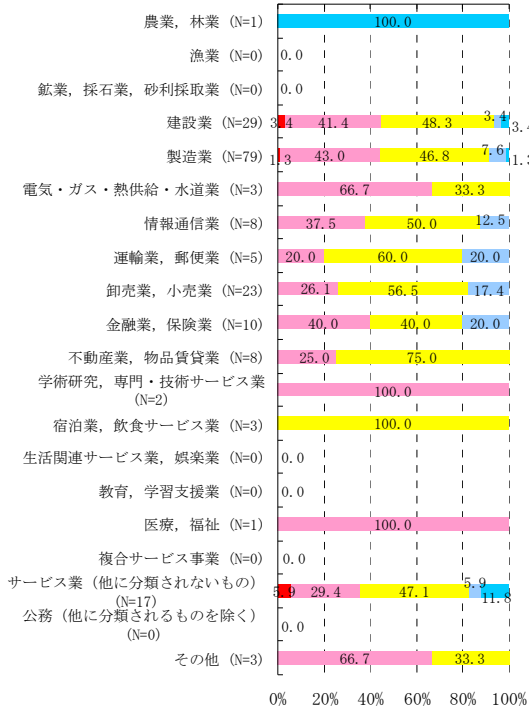 農業, 林業 (N=1) 100.0
漁業 (N=0) 0.0
鉱業, 採石業, 砂利採取業 (N=0) 0.0
建設業 (N=29) 3.4 41.4 48.3 3.4 3.4
製造業 (N=79) 1.3 43.0 46.8 7.6 1.3
電気・ガス・熱供給・水道業 (N=3) 66.7 33.3
情報通信業 (N=8) 37.5 50.0 12.5
運輸業, 郵便業 (N=5) 20.0 60.0 20.0
卸売業, 小売業 (N=23) 26.1 56.5 17.4
金融業, 保険業 (N=10) 40.0 40.0 20.0
不動産業, 物品賃貸業 (N=8) 25.0 75.0
学術研究, 専門・技術サービス業
(N=2) 100.0
宿泊業, 飲食サービス業 (N=3) 100.0
生活関連サービス業, 娯楽業 (N=0) 0.0
教育, 学習支援業 (N=0) 0.0
医療, 福祉 (N=1) 100.0
複合サービス事業 (N=0) 0.0
サービス業 (他に分類されないもの)
(N=17) 5.9 29.4 47.1 5.9 11.8
公務 (他に分類されるものを除く)
(N=0) 0.0
その他 (N=3) 66.7 33.3
0% 20% 40% 60% 80% 100%